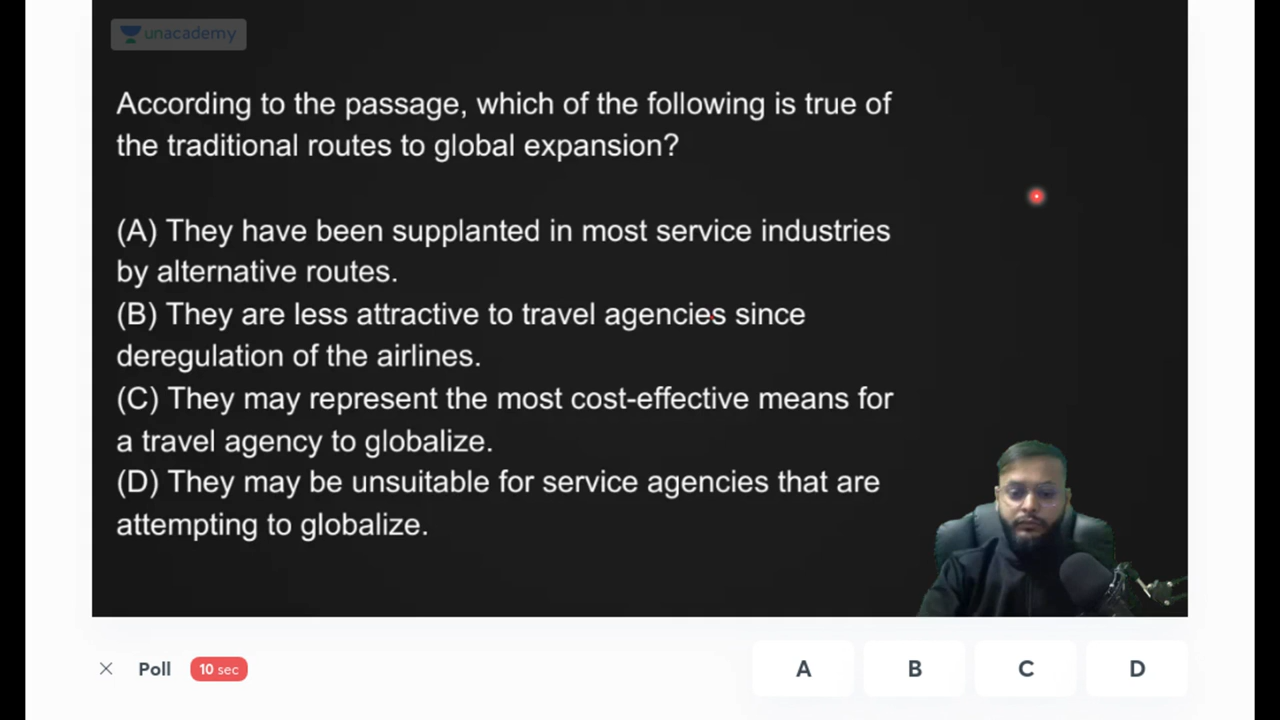 unacademy
According to the passage, which of the following is true of
the traditional routes to global expansion?
(A) They have been supplanted in most service industries
by alternative routes.
(B) They are less attractive to travel agencies since
deregulation of the airlines.
(C) They may represent the most cost-effective means for
a travel agency to globalize.
(D) They may be unsuitable for service agencies that are
attempting to globalize.
Poll 10 sec A B C D